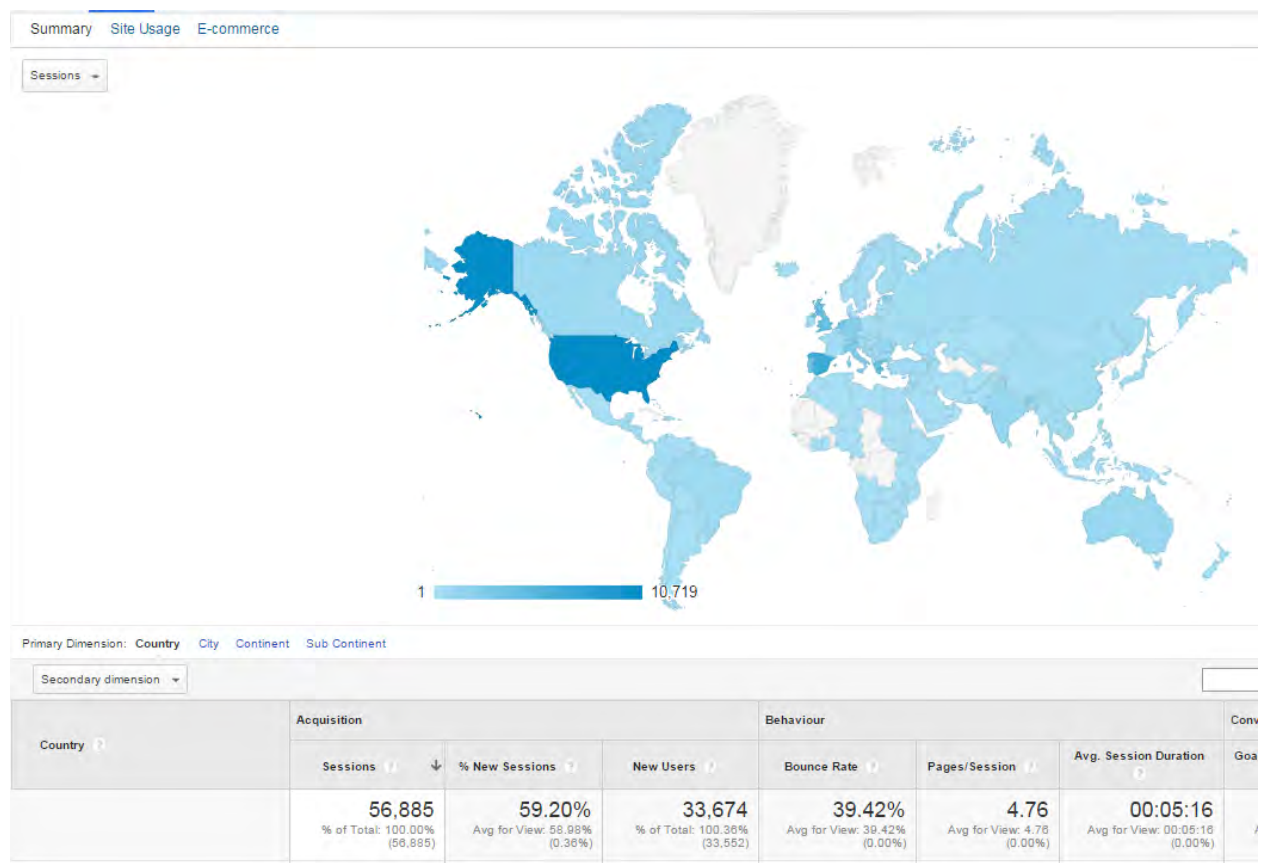 Summary Site Usage E-commerce
Sessions
1 10,719
Primary Dimension: Country City Continent Sub Continent
Secondary dimension
Acquisition Behaviour Conv
Country ?
Sessions ? % New Sessions ? New Users ? Bounce Rate ? Pages/Session ? Avg. Session Duration ? Goa
56,885 59.20% 33,674 39.42% 4.76 00:05:16
% of Total: 100.00% Avg for View: 58.98% % of Total: 100.36% Avg for View: 39.42% Avg for View: 4.76 Avg for View: 00:05:16
(56,885) (0.36%) (33,552) (0.00%) (0.00%) (0.00%)